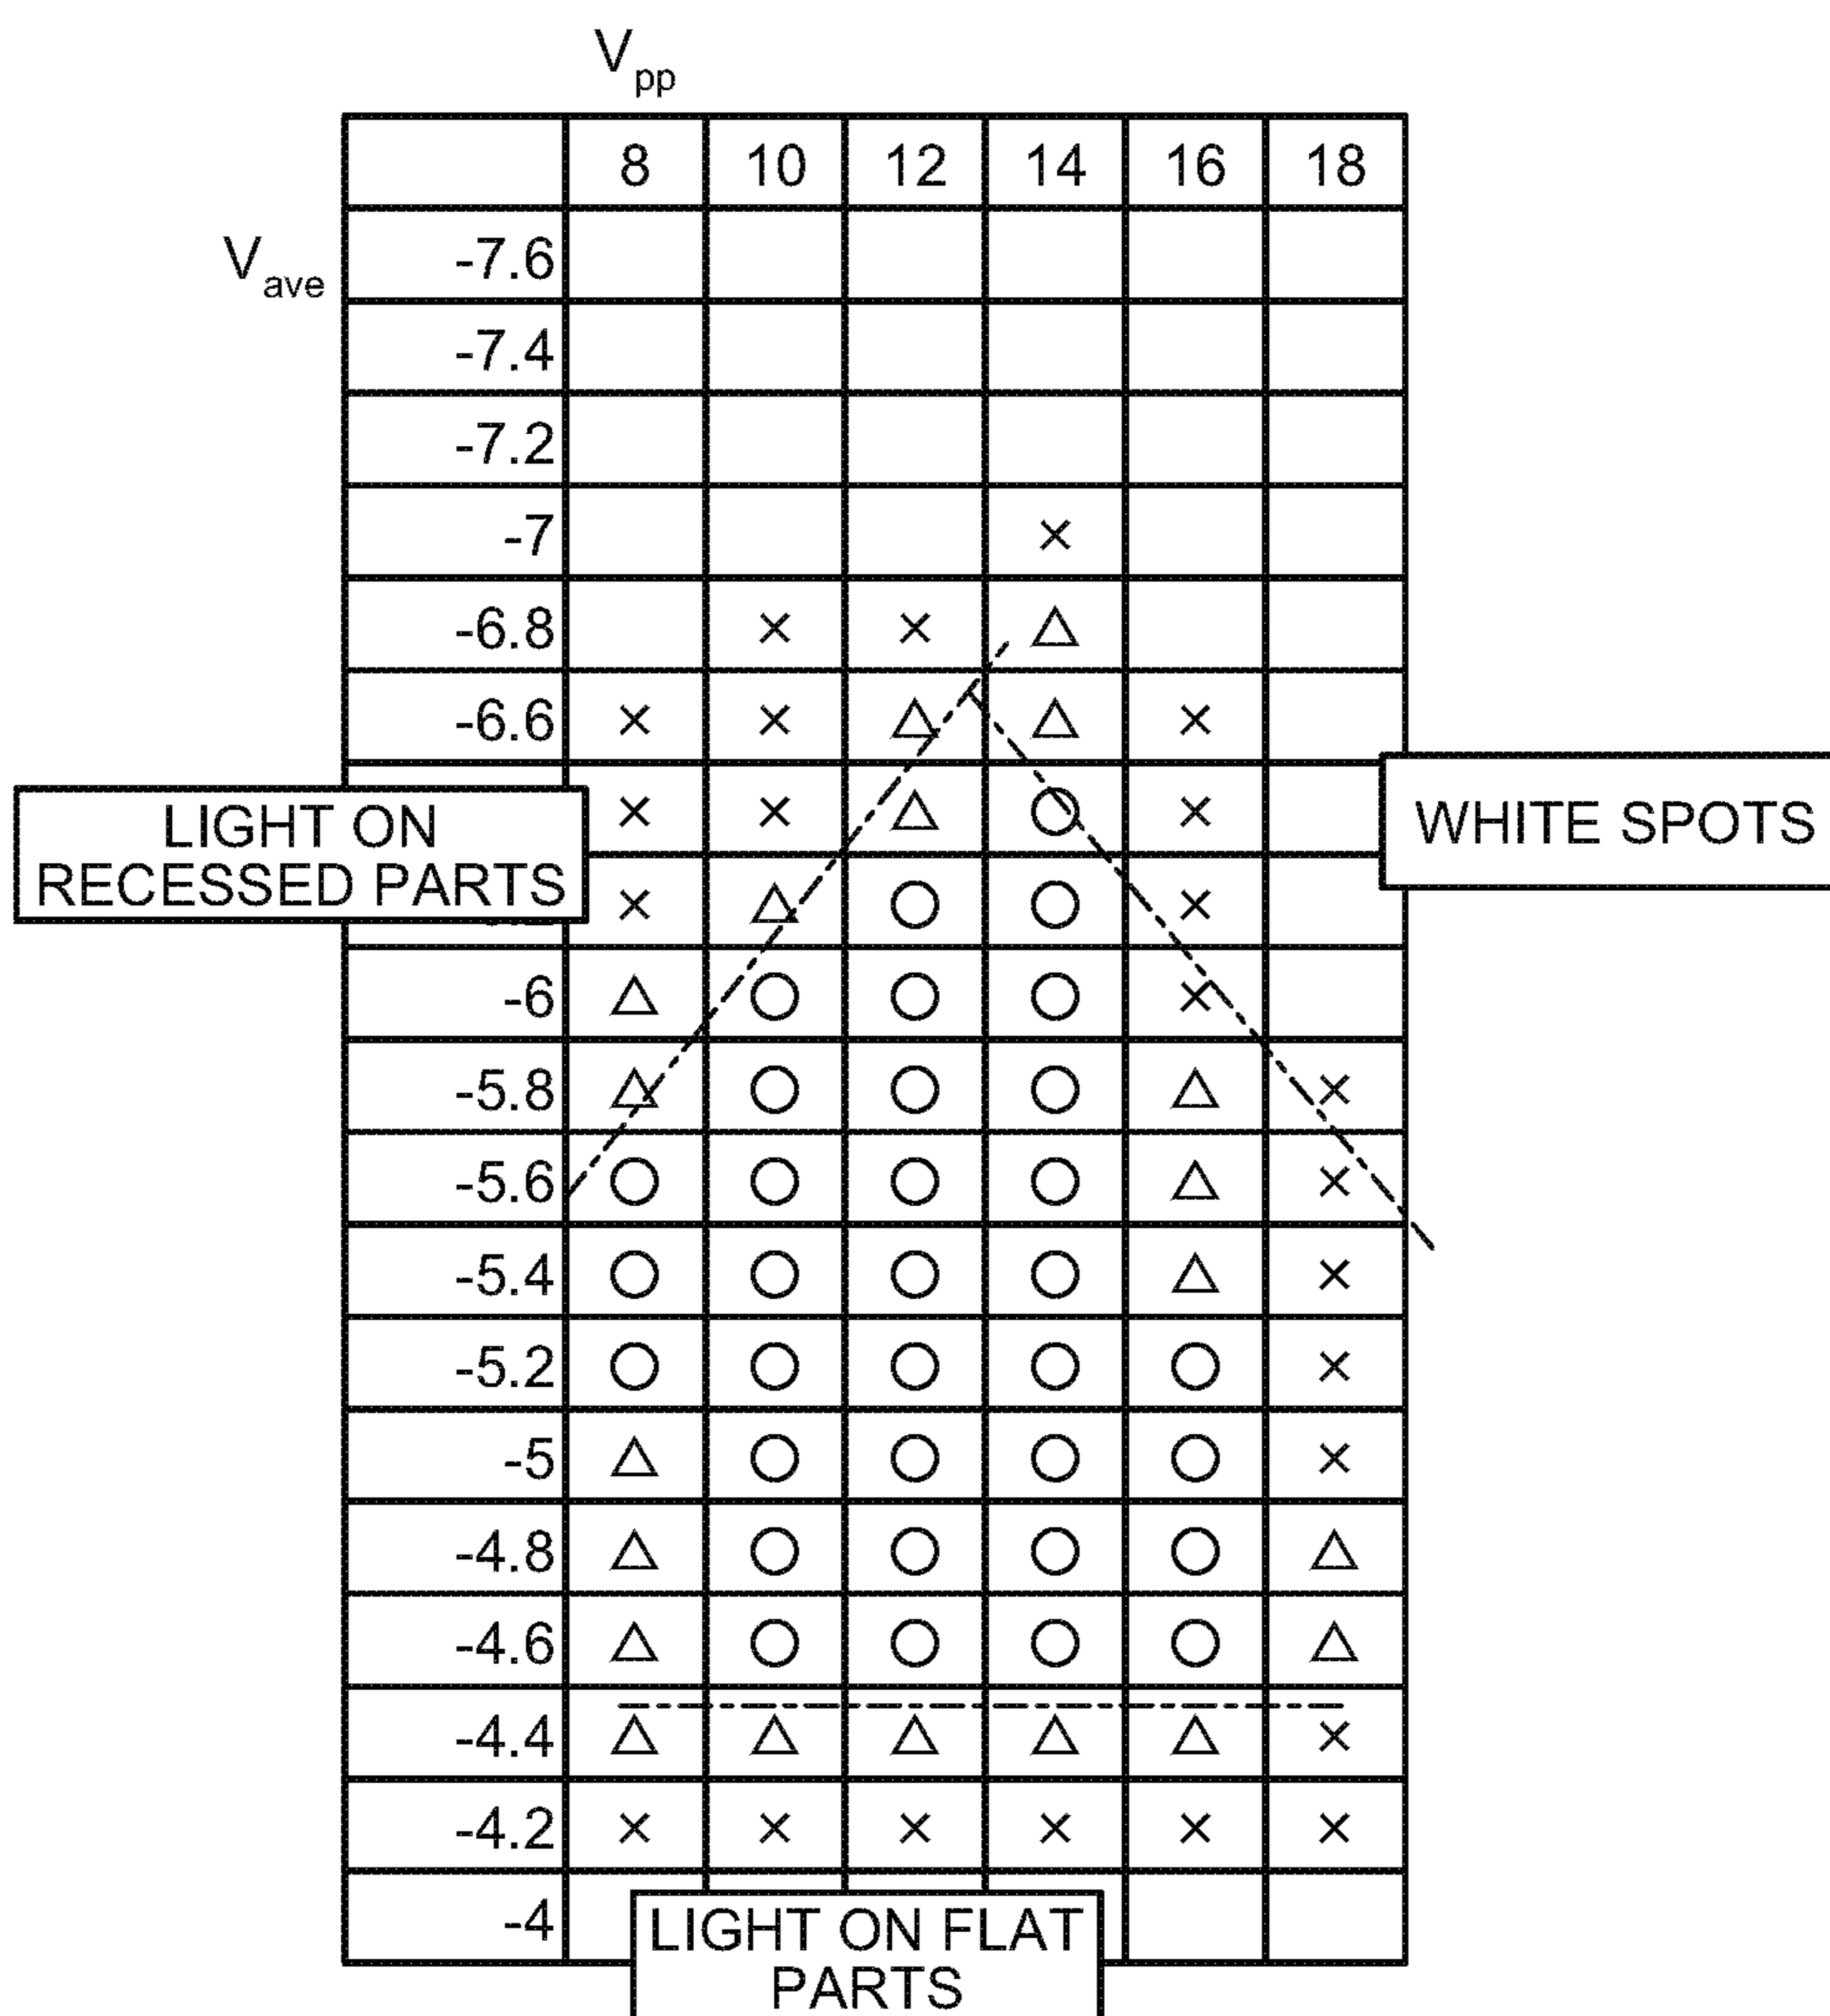 Vpp
8 10 12 14 16 18
Vave
-7.6
-7.4
-7.2
-7 ×
-6.8 × × △
-6.6 × × △ △ ×
× × △ ○ ×
LIGHT ON
RECESSED PARTS
WHITE SPOTS
× △ ○ ○ ×
-6 △ ○ ○ ○ ×
-5.8 △ ○ ○ ○ △ ×
-5.6 ○ ○ ○ ○ △ ×
-5.4 ○ ○ ○ ○ △ ×
-5.2 ○ ○ ○ ○ ○ ×
-5 △ ○ ○ ○ ○ ×
-4.8 △ ○ ○ ○ ○ △
-4.6 △ ○ ○ ○ ○ △
-4.4 △ △ △ △ △ ×
-4.2 × × × × × ×
-4
LIGHT ON FLAT
PARTS